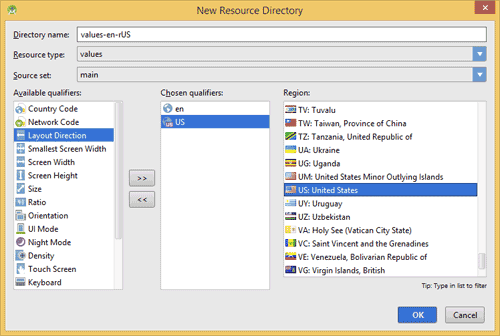 New Resource Directory
Directory name: values-en-rUS
Resource type: values
Source set: main
Available qualifiers:
Country Code
Network Code
Layout Direction
Smallest Screen Width
Screen Width
Screen Height
Size
Ratio
Orientation
UI Mode
Night Mode
Density
Touch Screen
Keyboard
>>
<<
Chosen qualifiers:
en
US
Region:
TV: Tuvalu
TW: Taiwan, Province of China
TZ: Tanzania, United Republic of
UA: Ukraine
UG: Uganda
UM: United States Minor Outlying Islands
US: United States
UY: Uruguay
UZ: Uzbekistan
VA: Holy See (Vatican City State)
VC: Saint Vincent and the Grenadines
VE: Venezuela, Bolivarian Republic of
VG: Virgin Islands, British
Tip: Type in list to filter
OK
Cancel